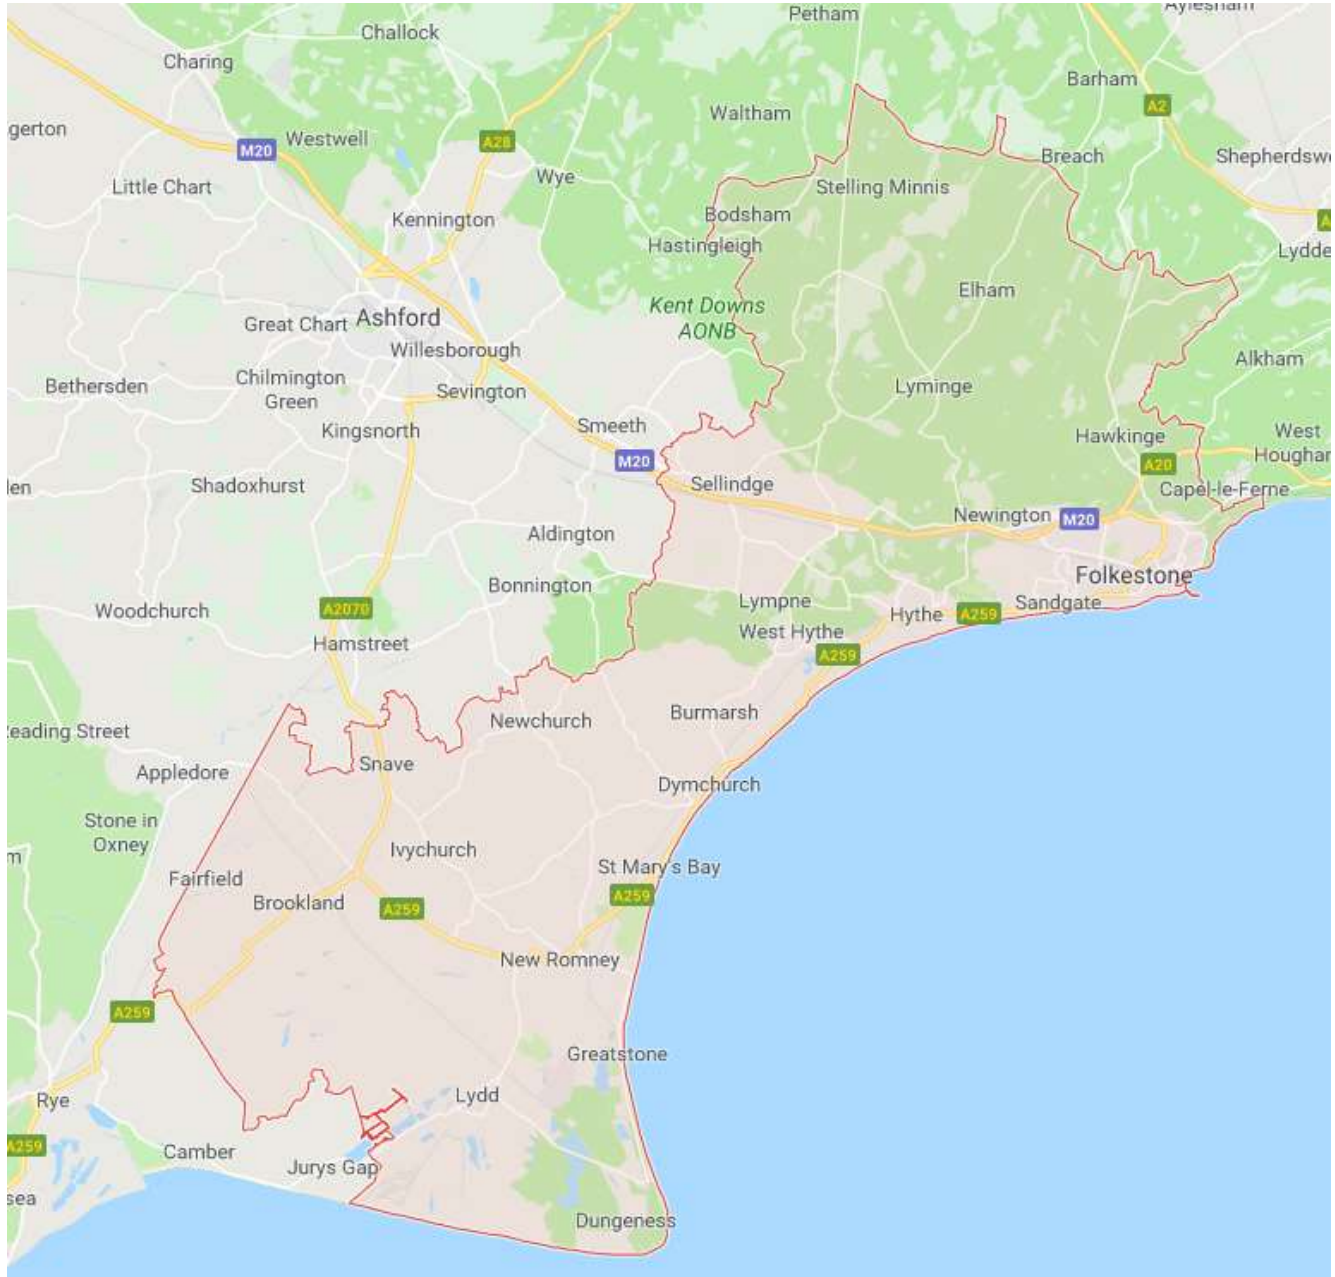 Petham
Aylesham
Challock
Charing
Barham
Waltham
A2
gerton
Westwell
A28
M20
Breach
Shepherdswe
Wye
Little Chart
Stelling Minnis
Kennington
Bodsham
Hastingleigh
A
Lydde
Elham
Kent Downs
AONB
Great Chart
Ashford
Willesborough
Alkham
Chilmington
Green
Bethersden
Sevington
Lyminge
Smeeth
Kingsnorth
Hawkinge
West
Hougham
M20
A20
len
Shadoxhurst
Sellindge
Capel-le-Ferne
Newington
M20
Aldington
Folkestone
Bonnington
Woodchurch
A2070
Lympne
Sandgate
Hythe
A259
West Hythe
Hamstreet
A259
Newchurch
Burmarsh
Reading Street
Snave
Appledore
Dymchurch
Stone in
Oxney
Ivychurch
m
St Mary's Bay
Fairfield
Brookland
A259
A259
New Romney
A259
Greatstone
Lydd
Rye
A259
Camber
Jurys Gap
sea
Dungeness